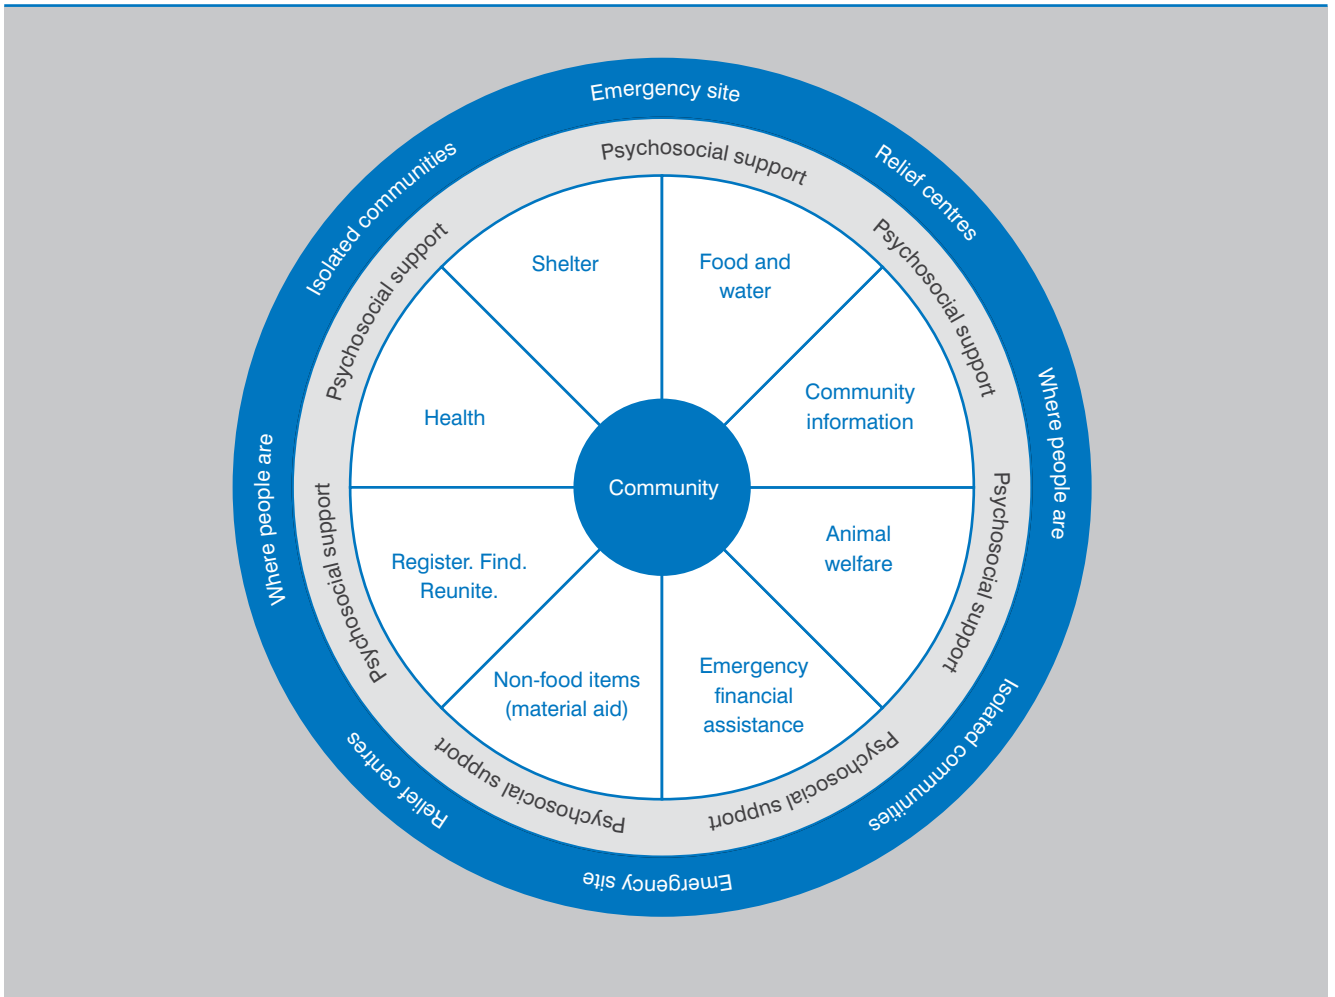 Emergency site
Relief centres
Where people are
Isolated communities
Emergency site
Relief centres
Where people are
Isolated communities
Psychosocial support
Psychosocial support
Psychosocial support
Psychosocial support
Psychosocial support
Psychosocial support
Psychosocial support
Shelter
Food and
water
Community
information
Animal
welfare
Emergency
financial
assistance
Non-food items
(material aid)
Register. Find.
Reunite.
Health
Community